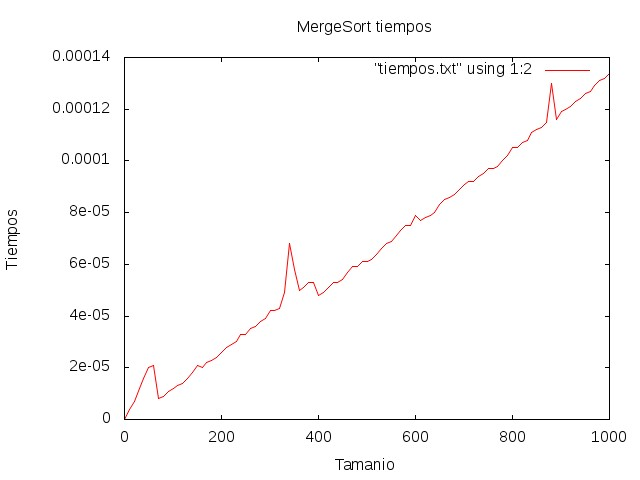 MergeSort tiempos
"tiempos.txt" using 1:2
0.00014
0.00012
0.0001
8e-05
6e-05
4e-05
2e-05
0
Tiempos
0 200 400 600 800 1000
Tamanio